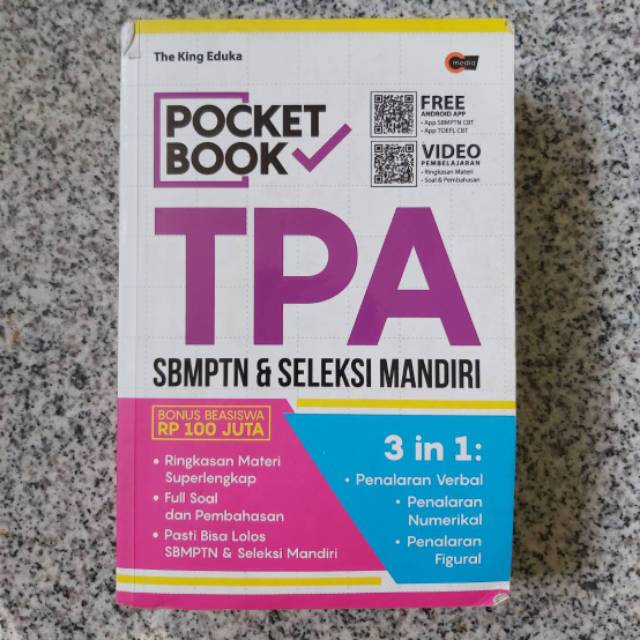 The King Eduka
media
POCKET
BOOK
FREE
ANDROID APP
• App SBMPTN CBT
• App TOEFL CBT
VIDEO
PEMBELAJARAN
• Ringkasan Materi
• Soal & Pembahasan
TPA
SBMPTN & SELEKSI MANDIRI
BONUS BEASISWA
RP 100 JUTA
• Ringkasan Materi
Superlengkap
• Full Soal
dan Pembahasan
• Pasti Bisa Lolos
SBMPTN & Seleksi Mandiri
3 in 1:
• Penalaran Verbal
• Penalaran
Numerikal
• Penalaran
Figural